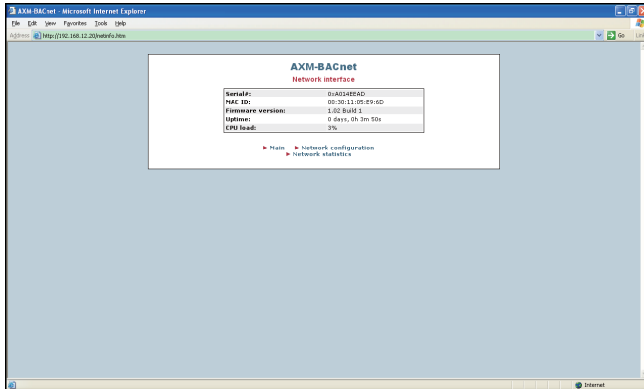 AXM-BACnet - Microsoft Internet Explorer
File Edit View Favorites Tools Help
Address http://192.168.12.20/netinfo.htm Go Links
AXM-BACnet
Network interface
Serial#: 0xA014EEAD
MAC ID: 00:30:11:05:E9:6D
Firmware version: 1.02 Build 1
Uptime: 0 days, 0h 3m 50s
CPU load: 3%
Main Network configuration
Network statistics
Internet